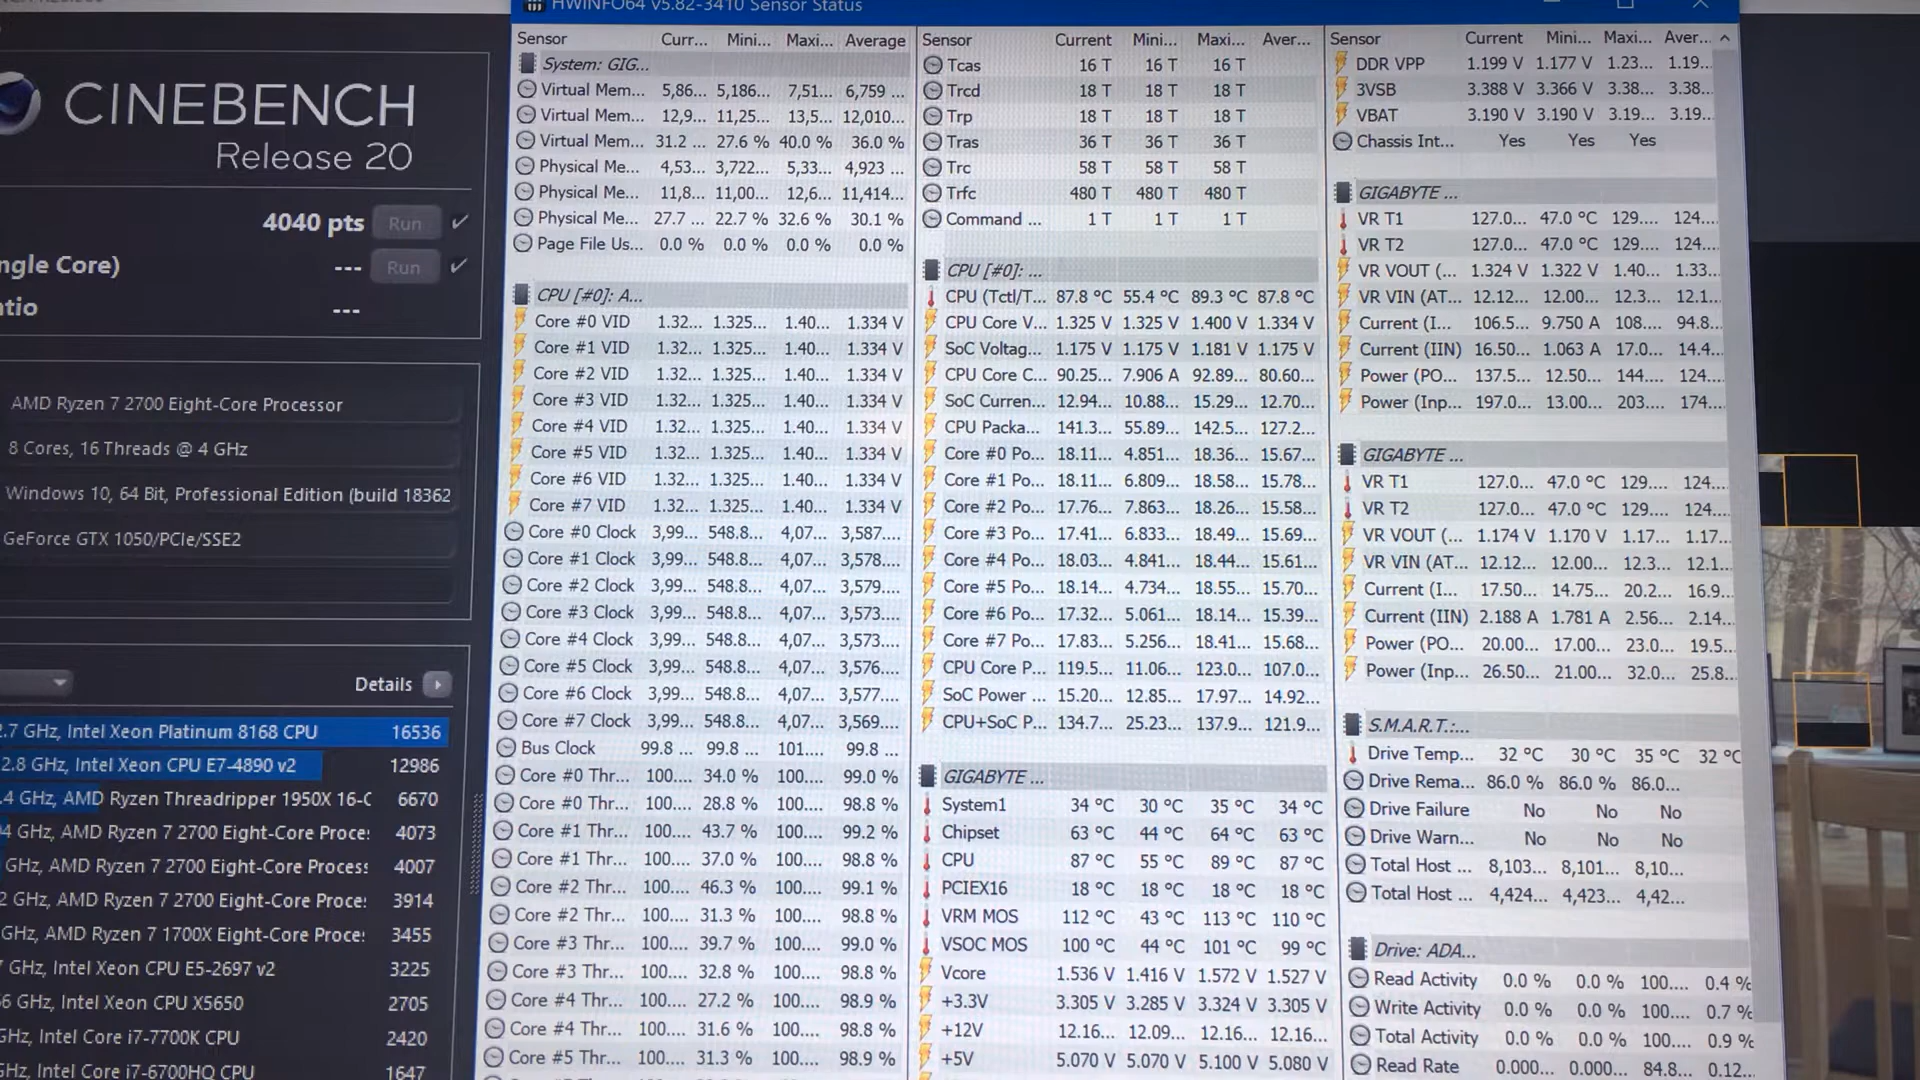 HWiNFO64 v5.82-3410 Sensor Status
CINEBENCH
Release 20
4040 pts Run
ngle Core) --- Run
atio ---
AMD Ryzen 7 2700 Eight-Core Processor
8 Cores, 16 Threads @ 4 GHz
Windows 10, 64 Bit, Professional Edition (build 18362
GeForce GTX 1050/PCIe/SSE2
Details
2.7 GHz, Intel Xeon Platinum 8168 CPU 16536
2.8 GHz, Intel Xeon CPU E7-4890 v2 12986
.4 GHz, AMD Ryzen Threadripper 1950X 16-C 6670
4 GHz, AMD Ryzen 7 2700 Eight-Core Proce: 4073
GHz, AMD Ryzen 7 2700 Eight-Core Process 4007
2 GHz, AMD Ryzen 7 2700 Eight-Core Proce: 3914
GHz, AMD Ryzen 7 1700X Eight-Core Proce: 3455
7 GHz, Intel Xeon CPU E5-2697 v2 3225
6 GHz, Intel Xeon CPU X5650 2705
GHz, Intel Core i7-7700K CPU 2420
GHz, Intel Core i7-6700HQ CPU 1647
Sensor Curr... Mini... Maxi... Average
System: GIG...
Virtual Mem... 5,86... 5,186... 7,51... 6,759 ...
Virtual Mem... 12,9... 11,25... 13,5... 12,010...
Virtual Mem... 31.2 ... 27.6 % 40.0 % 36.0 %
Physical Me... 4,53... 3,722... 5,33... 4,923 ...
Physical Me... 11,8... 11,00... 12,6... 11,414...
Physical Me... 27.7 ... 22.7 % 32.6 % 30.1 %
Page File Us... 0.0 % 0.0 % 0.0 % 0.0 %
CPU [#0]: A...
Core #0 VID 1.32... 1.325... 1.40... 1.334 V
Core #1 VID 1.32... 1.325... 1.40... 1.334 V
Core #2 VID 1.32... 1.325... 1.40... 1.334 V
Core #3 VID 1.32... 1.325... 1.40... 1.334 V
Core #4 VID 1.32... 1.325... 1.40... 1.334 V
Core #5 VID 1.32... 1.325... 1.40... 1.334 V
Core #6 VID 1.32... 1.325... 1.40... 1.334 V
Core #7 VID 1.32... 1.325... 1.40... 1.334 V
Core #0 Clock 3,99... 548.8... 4,07... 3,587....
Core #1 Clock 3,99... 548.8... 4,07... 3,578....
Core #2 Clock 3,99... 548.8... 4,07... 3,579....
Core #3 Clock 3,99... 548.8... 4,07... 3,573....
Core #4 Clock 3,99... 548.8... 4,07... 3,573....
Core #5 Clock 3,99... 548.8... 4,07... 3,576....
Core #6 Clock 3,99... 548.8... 4,07... 3,577....
Core #7 Clock 3,99... 548.8... 4,07... 3,569....
Bus Clock 99.8 ... 99.8 ... 101.... 99.8 ...
Core #0 Thr... 100.... 34.0 % 100.... 99.0 %
Core #0 Thr... 100.... 28.8 % 100.... 98.8 %
Core #1 Thr... 100.... 43.7 % 100.... 99.2 %
Core #1 Thr... 100.... 37.0 % 100.... 98.8 %
Core #2 Thr... 100.... 46.3 % 100.... 99.1 %
Core #2 Thr... 100.... 31.3 % 100.... 98.8 %
Core #3 Thr... 100.... 39.7 % 100.... 99.0 %
Core #3 Thr... 100.... 32.8 % 100.... 98.8 %
Core #4 Thr... 100.... 27.2 % 100.... 98.9 %
Core #4 Thr... 100.... 31.6 % 100.... 98.8 %
Core #5 Thr... 100.... 31.3 % 100.... 98.9 %
Sensor Current Mini... Maxi... Aver...
Tcas 16 T 16 T 16 T
Trcd 18 T 18 T 18 T
Trp 18 T 18 T 18 T
Tras 36 T 36 T 36 T
Trc 58 T 58 T 58 T
Trfc 480 T 480 T 480 T
Command ... 1 T 1 T 1 T
CPU [#0]: ...
CPU (Tctl/T... 87.8 °C 55.4 °C 89.3 °C 87.8 °C
CPU Core V... 1.325 V 1.325 V 1.400 V 1.334 V
SoC Voltag... 1.175 V 1.175 V 1.181 V 1.175 V
CPU Core C... 90.25... 7.906 A 92.89... 80.60...
SoC Curren... 12.94... 10.88... 15.29... 12.70...
CPU Packa... 141.3... 55.89... 142.5... 127.2...
Core #0 Po... 18.11... 4.851... 18.36... 15.67...
Core #1 Po... 18.11... 6.809... 18.58... 15.78...
Core #2 Po... 17.76... 7.863... 18.26... 15.58...
Core #3 Po... 17.41... 6.833... 18.49... 15.69...
Core #4 Po... 18.03... 4.841... 18.44... 15.61...
Core #5 Po... 18.14... 4.734... 18.55... 15.70...
Core #6 Po... 17.32... 5.061... 18.14... 15.39...
Core #7 Po... 17.83... 5.256... 18.41... 15.68...
CPU Core P... 119.5... 11.06... 123.0... 107.0...
SoC Power ... 15.20... 12.85... 17.97... 14.92...
CPU+SoC P... 134.7... 25.23... 137.9... 121.9...
GIGABYTE ...
System1 34 °C 30 °C 35 °C 34 °C
Chipset 63 °C 44 °C 64 °C 63 °C
CPU 87 °C 55 °C 89 °C 87 °C
PCIEX16 18 °C 18 °C 18 °C 18 °C
VRM MOS 112 °C 43 °C 113 °C 110 °C
VSOC MOS 100 °C 44 °C 101 °C 99 °C
Vcore 1.536 V 1.416 V 1.572 V 1.527 V
+3.3V 3.305 V 3.285 V 3.324 V 3.305 V
+12V 12.16... 12.09... 12.16... 12.16...
+5V 5.070 V 5.070 V 5.100 V 5.080 V
Sensor Current Mini... Maxi... Aver...
DDR VPP 1.199 V 1.177 V 1.23... 1.19...
3VSB 3.388 V 3.366 V 3.38... 3.38...
VBAT 3.190 V 3.190 V 3.19... 3.19...
Chassis Int... Yes Yes Yes
GIGABYTE ...
VR T1 127.0... 47.0 °C 129.... 124....
VR T2 127.0... 47.0 °C 129.... 124....
VR VOUT (... 1.324 V 1.322 V 1.40... 1.33...
VR VIN (AT... 12.12... 12.00... 12.3... 12.1...
Current (I... 106.5... 9.750 A 108.... 94.8...
Current (IIN) 16.50... 1.063 A 17.0... 14.4...
Power (PO... 137.5... 12.50... 144.... 124....
Power (Inp... 197.0... 13.00... 203.... 174....
GIGABYTE ...
VR T1 127.0... 47.0 °C 129.... 124....
VR T2 127.0... 47.0 °C 129.... 124....
VR VOUT (... 1.174 V 1.170 V 1.17... 1.17...
VR VIN (AT... 12.12... 12.00... 12.3... 12.1...
Current (I... 17.50... 14.75... 20.2... 16.9...
Current (IIN) 2.188 A 1.781 A 2.56... 2.14...
Power (PO... 20.00... 17.00... 23.0... 19.5...
Power (Inp... 26.50... 21.00... 32.0... 25.8...
S.M.A.R.T.:...
Drive Temp... 32 °C 30 °C 35 °C 32 °C
Drive Rema... 86.0 % 86.0 % 86.0...
Drive Failure No No No
Drive Warn... No No No
Total Host ... 8,103... 8,101... 8,10...
Total Host ... 4,424... 4,423... 4,42...
Drive: ADA...
Read Activity 0.0 % 0.0 % 100.... 0.4 %
Write Activity 0.0 % 0.0 % 100.... 0.7 %
Total Activity 0.0 % 0.0 % 100.... 0.9 %
Read Rate 0.000... 0.000... 84.8... 0.12...